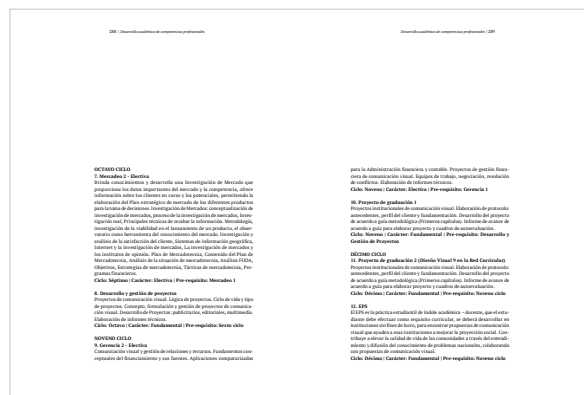 288 | Desarrollo académico de competencias profesionales
OCTAVO CICLO
7. Mercadeo 2 - Electiva
Brinda conocimientos y desarrolla una investigación de Mercado que
proporcione los datos importantes del mercado y la competencia, ofrece
información sobre los clientes en curso y los potenciales, permitiendo la
elaboración del Plan estratégico de mercado de los diferentes productos
para la toma de decisiones. Investigación de Mercados: conceptualización de
investigación de mercados, proceso de la investigación de mercados, Inves-
tigación real, Principales técnicas de recabar la información. Metodología,
investigación de la viabilidad en el lanzamiento de un producto, el obser-
vatorio como herramienta del conocimiento del mercado. Investigación y
análisis de la satisfacción del cliente, Sistemas de información geográfica,
Internet y la investigación de mercados, La investigación de mercados y
los institutos de opinión. Plan de Mercadotecnia, Contenido del Plan de
Mercadotecnia, Análisis de la situación de mercadotecnia, Análisis FODA,
Objetivos, Estrategias de mercadotecnia, Tácticas de mercadotecnia, Pro-
gramas financieros.
Ciclo: Séptimo | Carácter: Electiva | Pre-requisito: Mercadeo 1
8. Desarrollo y gestión de proyectos
Proyectos de comunicación visual. Lógica de proyectos. Ciclo de vida y tipo
de proyectos. Concepto, formulación y gestión de proyectos de comunica-
ción visual. Desarrollo de Proyectos: publicitarios, editoriales, multimedia.
Elaboración de informes técnicos.
Ciclo: Octavo | Carácter: Fundamental | Pre-requisito: Sexto ciclo
NOVENO CICLO
9. Gerencia 2 - Electiva
Comunicación visual y gestión de relaciones y recursos. Fundamentos con-
ceptuales del financiamiento y sus fuentes. Aplicaciones computarizadas
Desarrollo académico de competencias profesionales | 289
para la Administración financiera y contable. Proyectos de gestión finan-
ciera de comunicación visual. Equipos de trabajo, negociación, resolución
de conflictos. Elaboración de informes técnicos.
Ciclo: Noveno | Carácter: Electiva | Pre-requisito: Gerencia 1
10. Proyecto de graduación 1
Proyectos institucionales de comunicación visual. Elaboración de protocolo:
antecedentes, perfil del cliente y fundamentación. Desarrollo del proyecto
de acuerdo a guía metodológica (Primeros capítulos). Informe de avance de
acuerdo a guía para elaborar proyecto y cuadros de autoevaluación.
Ciclo: Noveno | Carácter: Fundamental | Pre-requisito: Desarrollo y
Gestión de Proyectos
DÉCIMO CICLO
11. Proyecto de graduación 2 (Diseño Visual 9 en la Red Curricular)
Proyectos institucionales de comunicación visual. Elaboración de protocolo:
antecedentes, perfil del cliente y fundamentación. Desarrollo del proyecto
de acuerdo a guía metodológica (Primeros capítulos). Informe de avance de
acuerdo a guía para elaborar proyecto y cuadros de autoevaluación.
Ciclo: Décimo | Carácter: Fundamental | Pre-requisito: Noveno ciclo
12. EPS
El EPS es la práctica estudiantil de índole académica – docente, que el estu-
diante debe efectuar como requisito curricular, se deberá desarrollar en
instituciones sin fines de lucro, para encontrar propuestas de comunicación
visual que ayuden a esas instituciones a mejorar la proyección social. Con-
tribuye a elevar la calidad de vida de las comunidades a través del entendi-
miento y difusión del conocimiento de problemas nacionales, colaborando
con propuestas de comunicación visual.
Ciclo: Décimo | Carácter: Fundamental | Pre-requisito: Noveno ciclo